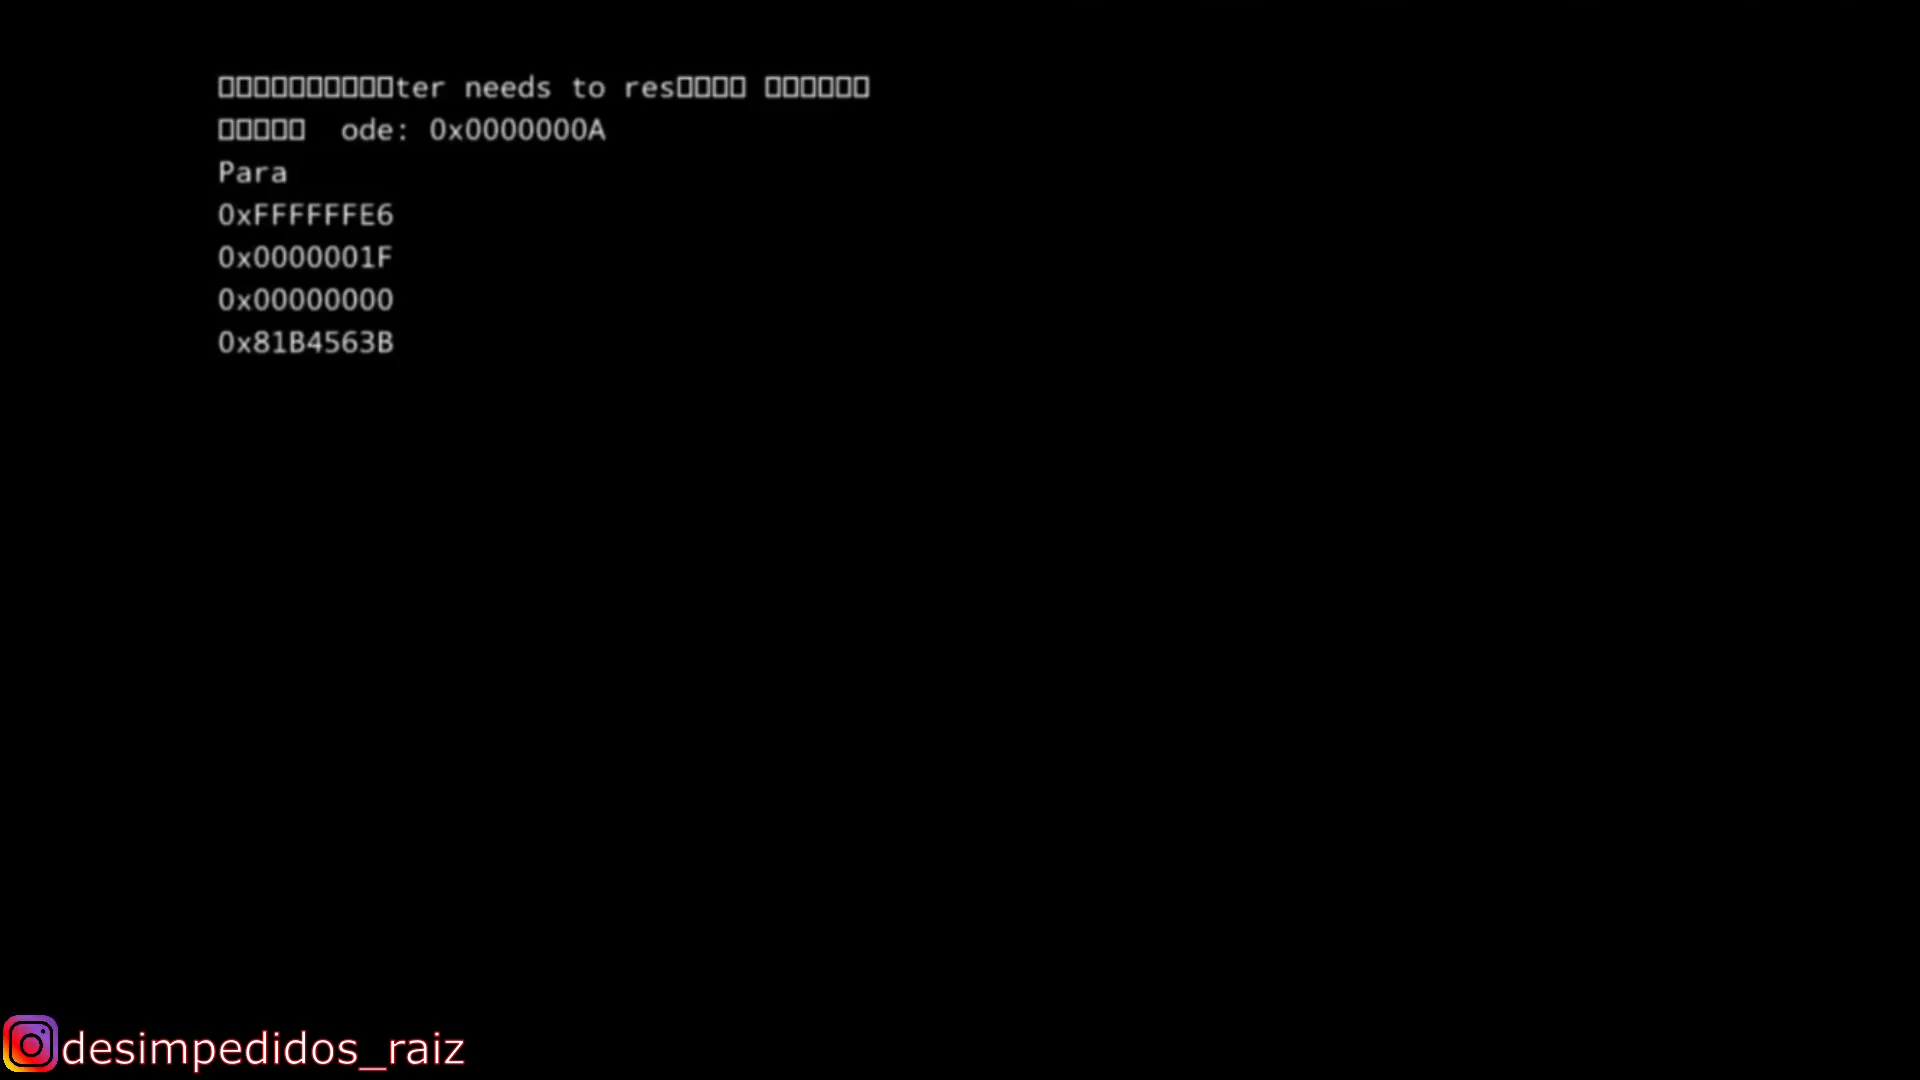 ▯▯▯▯▯▯▯▯▯▯ter needs to res▯▯▯▯ ▯▯▯▯▯▯
▯▯▯▯▯  ode: 0x0000000A
Para
0xFFFFFFE6
0x0000001F
0x00000000
0x81B4563B
desimpedidos_raiz